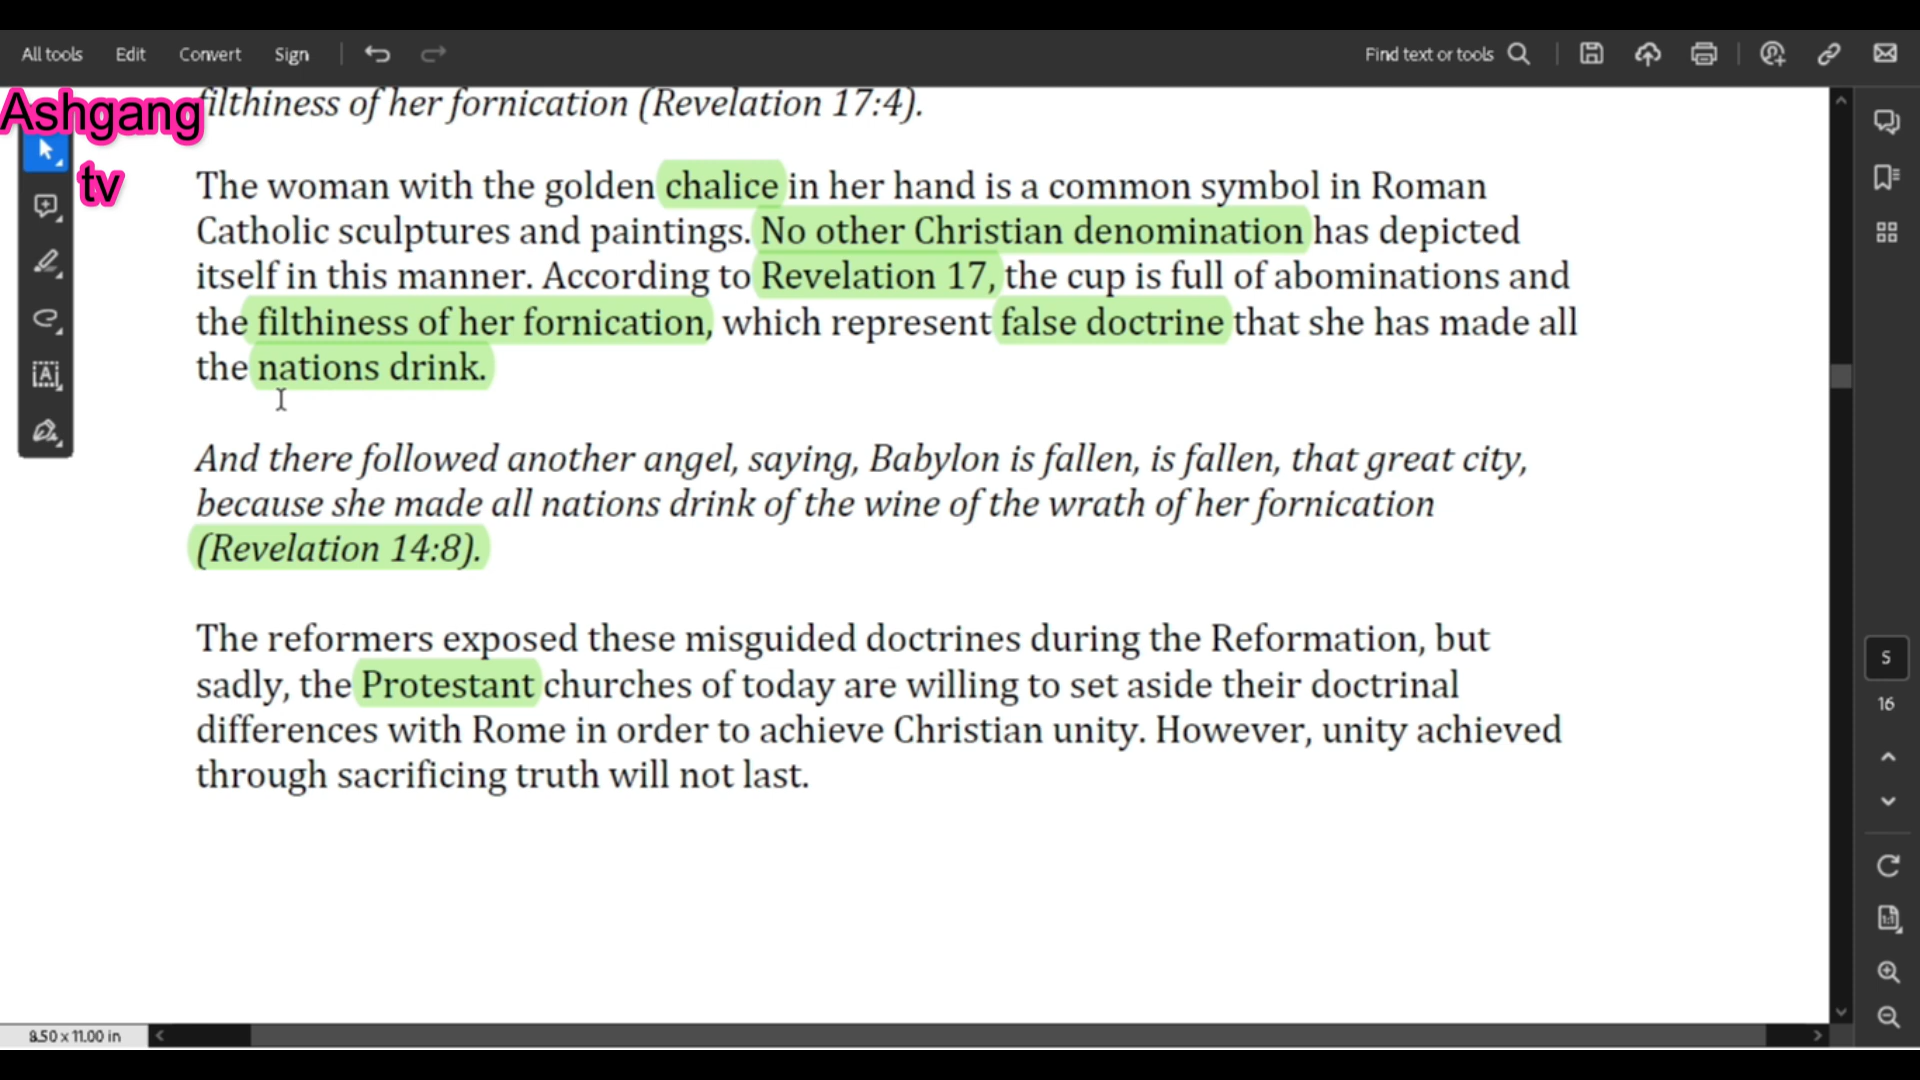 All tools Edit Convert Sign Find text or tools
Ashgang
tv
filthiness of her fornication (Revelation 17:4).
The woman with the golden chalice in her hand is a common symbol in Roman
Catholic sculptures and paintings. No other Christian denomination has depicted
itself in this manner. According to Revelation 17, the cup is full of abominations and
the filthiness of her fornication, which represent false doctrine that she has made all
the nations drink.
And there followed another angel, saying, Babylon is fallen, is fallen, that great city,
because she made all nations drink of the wine of the wrath of her fornication
(Revelation 14:8).
The reformers exposed these misguided doctrines during the Reformation, but
sadly, the Protestant churches of today are willing to set aside their doctrinal
differences with Rome in order to achieve Christian unity. However, unity achieved
through sacrificing truth will not last.
5
16
8.50 x 11.00 in